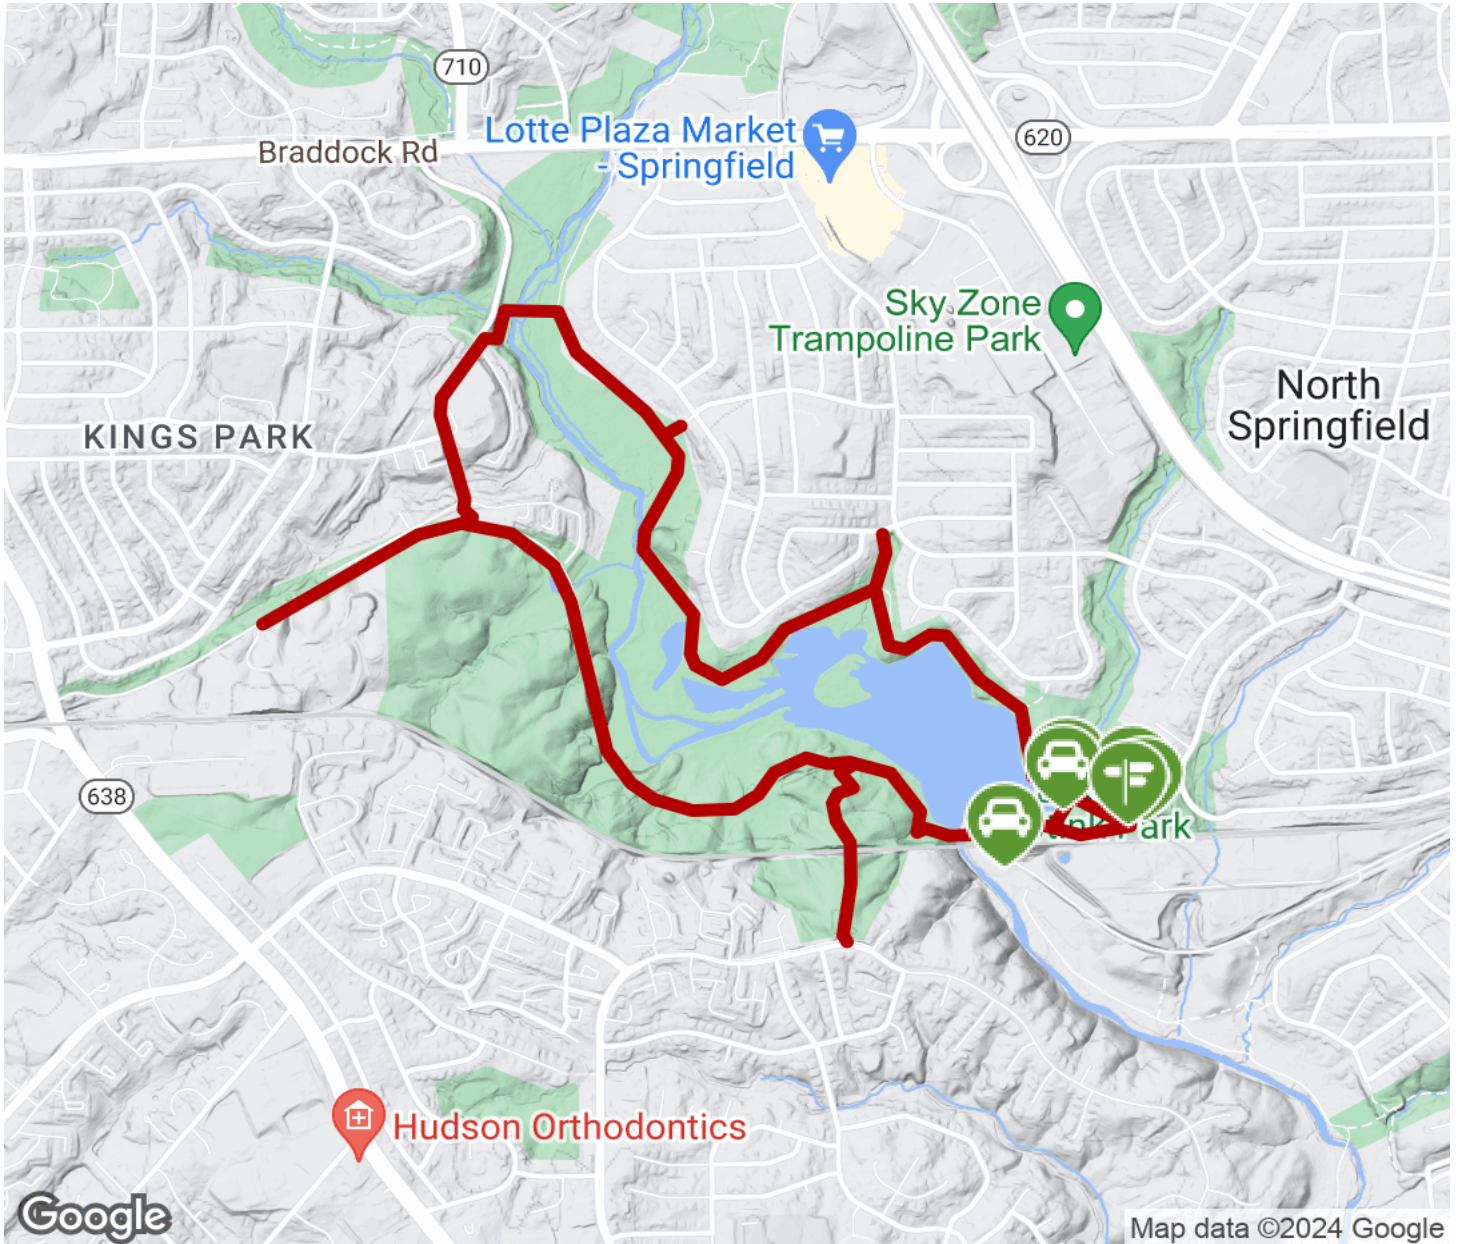 710
Braddock Rd
Lotte Plaza Market
- Springfield
620
Sky Zone
Trampoline Park
North
Springfield
KINGS PARK
638
Park
Hudson Orthodontics
Google
Map data ©2024 Google